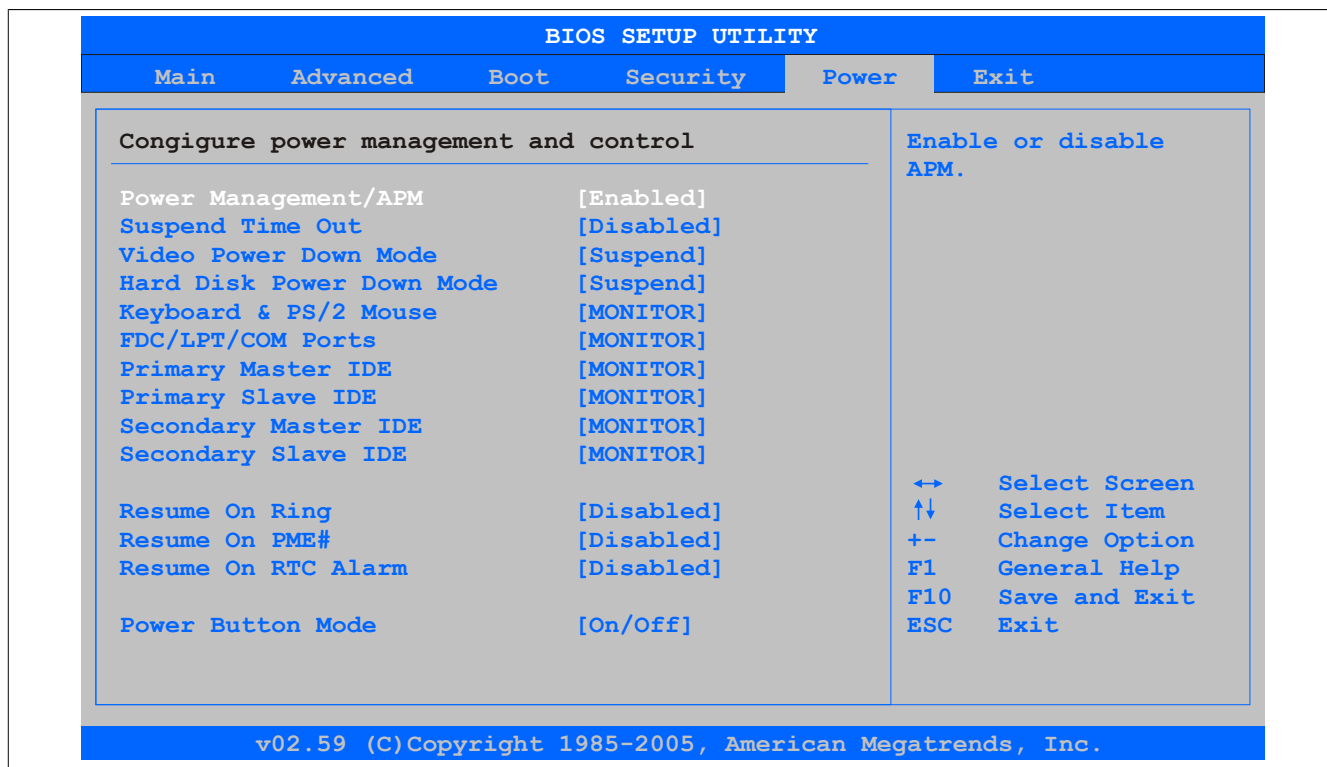 BIOS SETUP UTILITY
Main Advanced Boot Security Power Exit
Congigure power management and control
Power Management/APM [Enabled]
Suspend Time Out [Disabled]
Video Power Down Mode [Suspend]
Hard Disk Power Down Mode [Suspend]
Keyboard & PS/2 Mouse [MONITOR]
FDC/LPT/COM Ports [MONITOR]
Primary Master IDE [MONITOR]
Primary Slave IDE [MONITOR]
Secondary Master IDE [MONITOR]
Secondary Slave IDE [MONITOR]
Resume On Ring [Disabled]
Resume On PME# [Disabled]
Resume On RTC Alarm [Disabled]
Power Button Mode [On/Off]
Enable or disable
APM.
↔ Select Screen
↑↓ Select Item
+- Change Option
F1 General Help
F10 Save and Exit
ESC Exit
v02.59 (C)Copyright 1985-2005, American Megatrends, Inc.